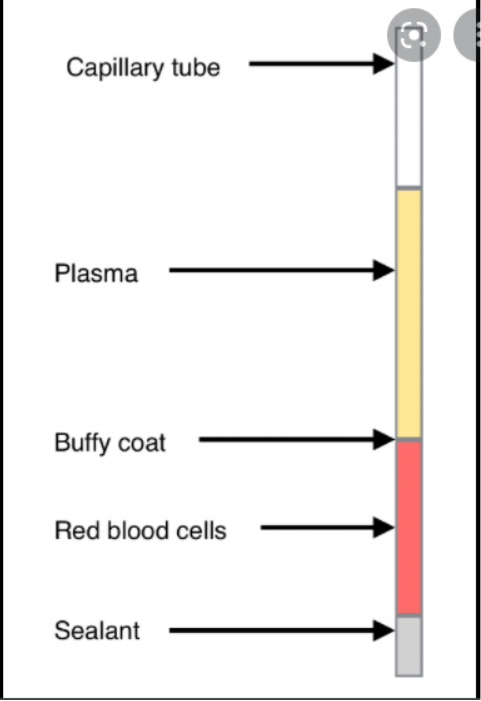 Capillary tube
Plasma
Buffy coat
Red blood cells
Sealant